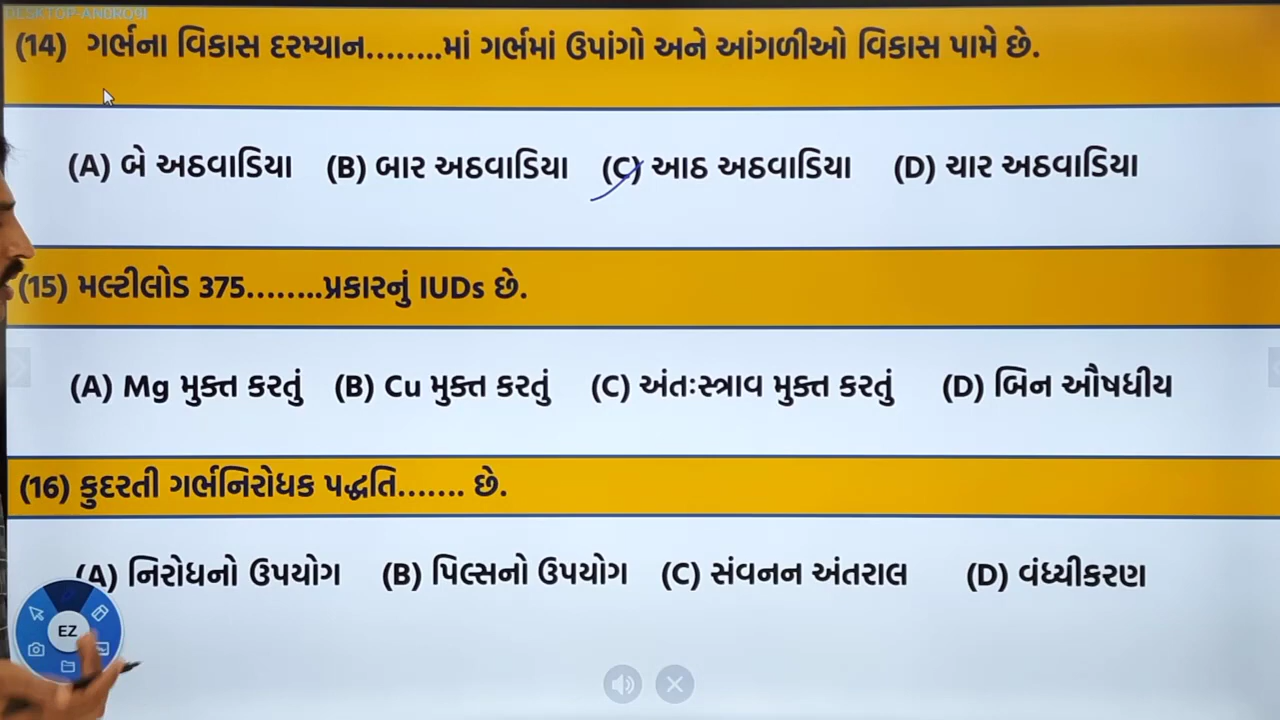 DESKTOP-ANDRO9I
(14) ગર્ભના વિકાસ દરમ્યાન........માં ગર્ભમાં ઉપાંગો અને આંગળીઓ વિકાસ પામે છે.
(A) બે અઠવાડિયા (B) બાર અઠવાડિયા (C) આઠ અઠવાડિયા (D) ચાર અઠવાડિયા
(15) મલ્ટીલોડ 375........પ્રકારનું IUDs છે.
(A) Mg મુક્ત કરતું (B) Cu મુક્ત કરતું (C) અંતઃસ્ત્રાવ મુક્ત કરતું (D) બિન ઔષધીય
(16) કુદરતી ગર્ભનિરોધક પદ્ધતિ....... છે.
(A) નિરોધનો ઉપયોગ (B) પિલ્સનો ઉપયોગ (C) સંવનન અંતરાલ (D) વંધ્યીકરણ
EZ